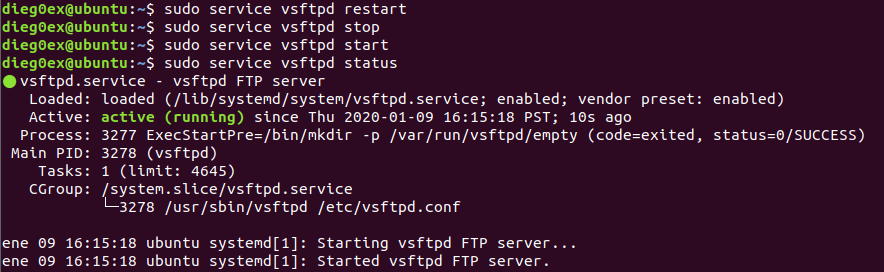 dieg0ex@ubuntu:~$ sudo service vsftpd restart
dieg0ex@ubuntu:~$ sudo service vsftpd stop
dieg0ex@ubuntu:~$ sudo service vsftpd start
dieg0ex@ubuntu:~$ sudo service vsftpd status
● vsftpd.service - vsftpd FTP server
   Loaded: loaded (/lib/systemd/system/vsftpd.service; enabled; vendor preset: enabled)
   Active: active (running) since Thu 2020-01-09 16:15:18 PST; 10s ago
  Process: 3277 ExecStartPre=/bin/mkdir -p /var/run/vsftpd/empty (code=exited, status=0/SUCCESS)
 Main PID: 3278 (vsftpd)
    Tasks: 1 (limit: 4645)
   CGroup: /system.slice/vsftpd.service
           └─3278 /usr/sbin/vsftpd /etc/vsftpd.conf
ene 09 16:15:18 ubuntu systemd[1]: Starting vsftpd FTP server...
ene 09 16:15:18 ubuntu systemd[1]: Started vsftpd FTP server.